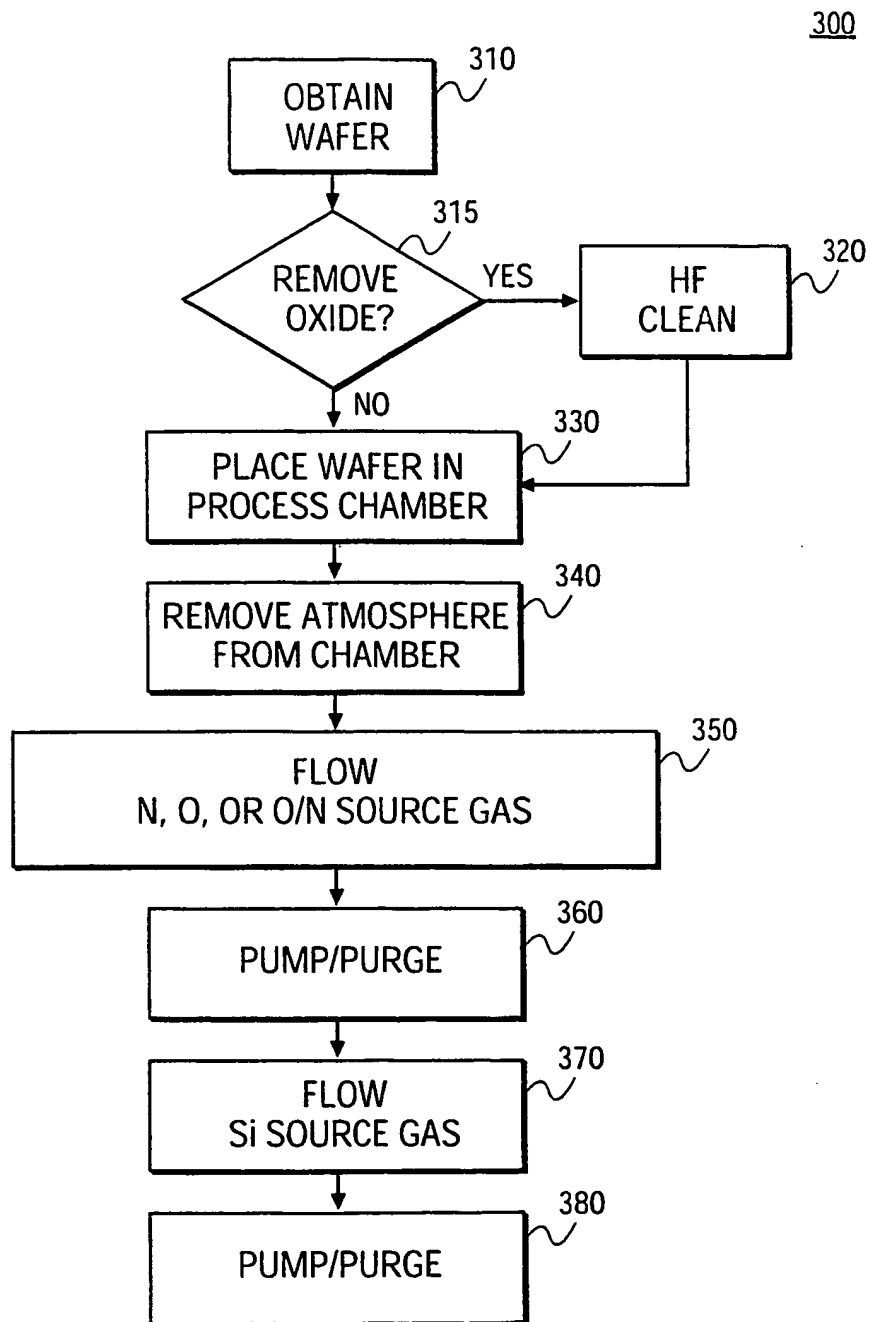 300
310
OBTAIN
WAFER
315
REMOVE
OXIDE?
YES
320
HF
CLEAN
NO
330
PLACE WAFER IN
PROCESS CHAMBER
340
REMOVE ATMOSPHERE
FROM CHAMBER
350
FLOW
N, O, OR O/N SOURCE GAS
360
PUMP/PURGE
370
FLOW
Si SOURCE GAS
380
PUMP/PURGE